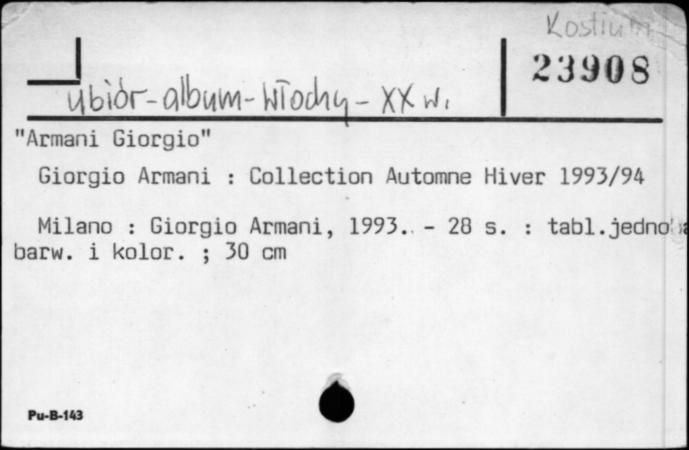 Kostium
23908
ubiór-album-Włochy-XX w.
"Armani Giorgio"
Giorgio Armani : Collection Automne Hiver 1993/94
Milano : Giorgio Armani, 1993. - 28 s. : tabl.jedno
barw. i kolor. ; 30 cm
Pu-B-143